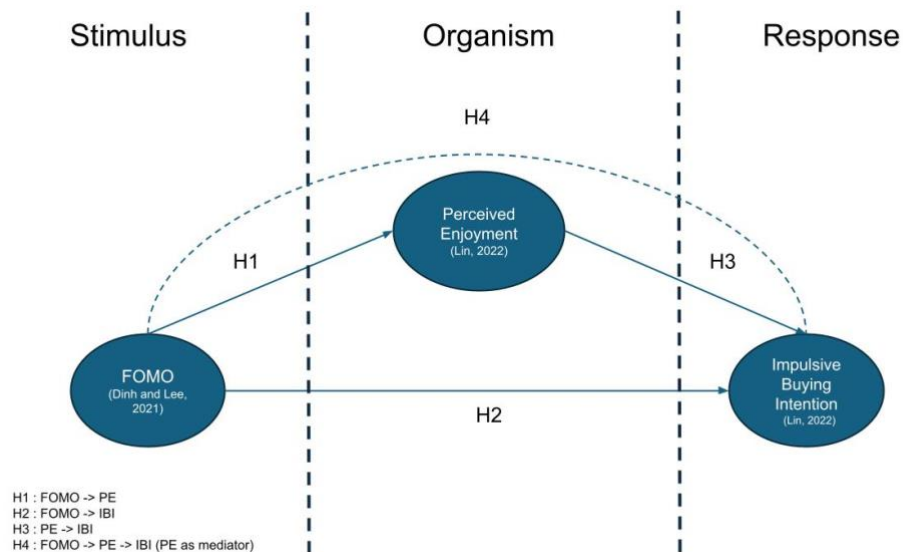 Stimulus
Organism
Response
H4
Perceived
Enjoyment
(Lin, 2022)
H1
H3
FOMO
(Dinh and Lee,
2021)
Impulsive
Buying
Intention
(Lin, 2022)
H2
H1 : FOMO -> PE
H2 : FOMO -> IBI
H3 : PE -> IBI
H4 : FOMO -> PE -> IBI (PE as mediator)